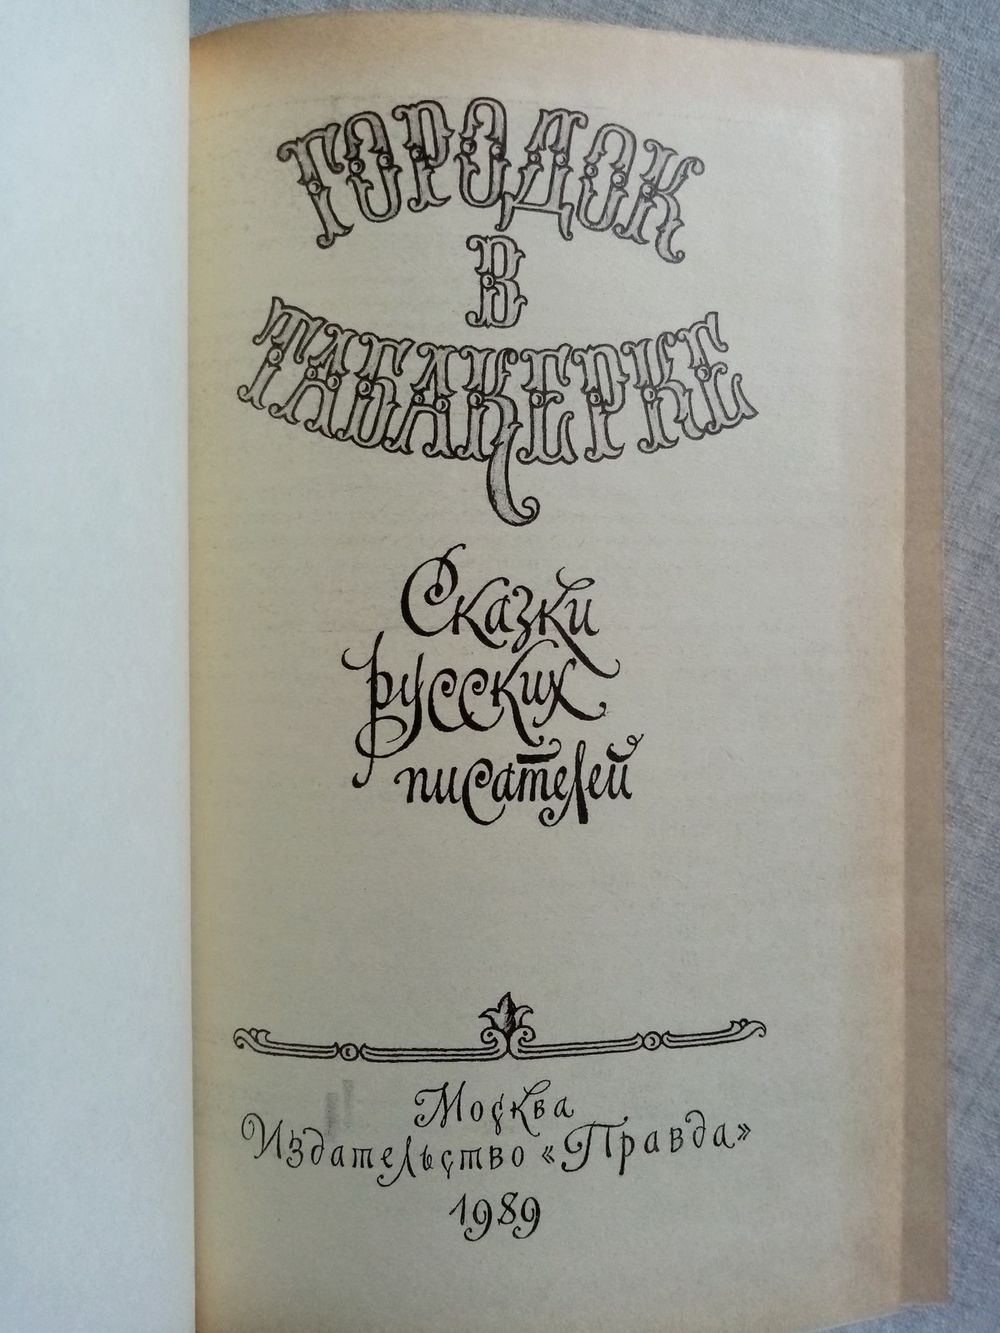 ГОРОДОК
В
ТАБАКЕРКЕ
Сказки
русских
писателей
Москва
Издательство «Правда»
1989